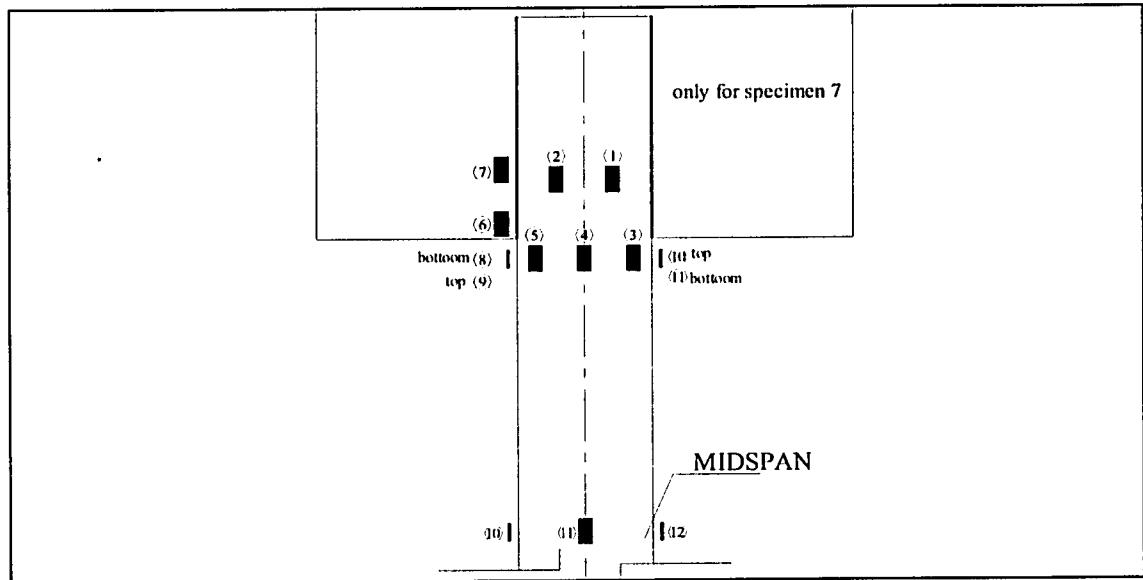 only for specimen 7
(2) (1)
(7)
(6)
(5) (4) (3)
bottoom (8) (10 top
top (9) (11) bottoom
MIDSPAN
(10) (11) (12)